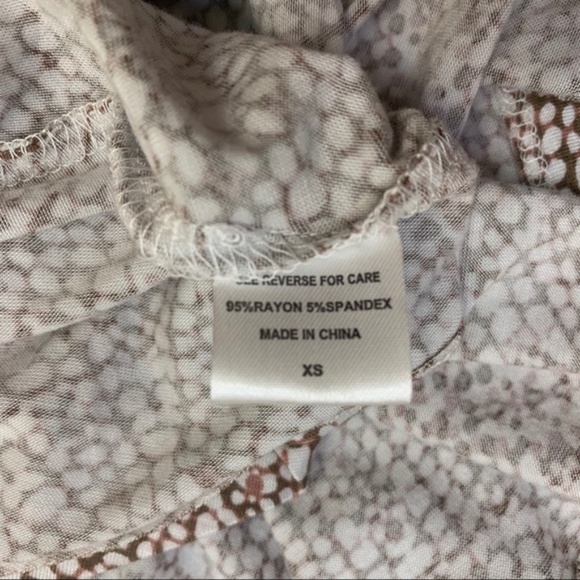 SEE REVERSE FOR CARE
95%RAYON 5%SPANDEX
MADE IN CHINA
XS